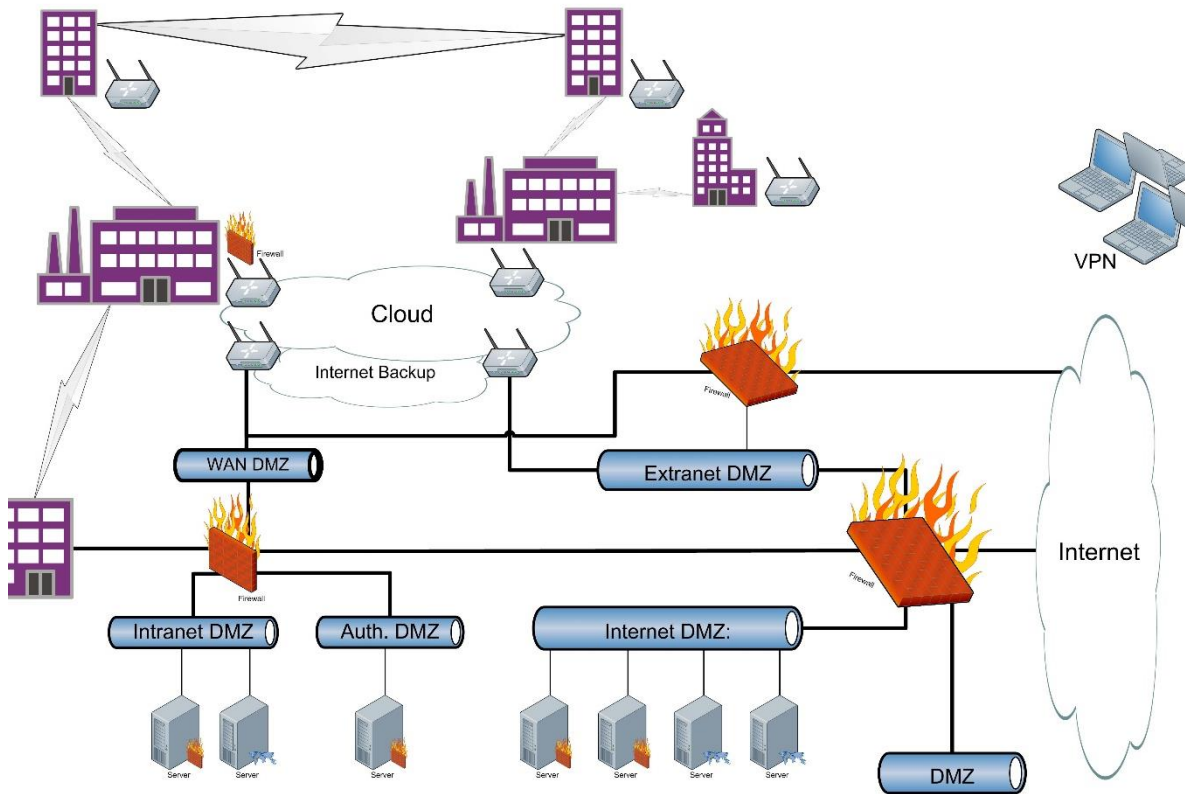 VPN
Firewall
Cloud
Internet Backup
Firewall
WAN DMZ
Extranet DMZ
Internet
Firewall
Firewall
Intranet DMZ
Auth. DMZ
Internet DMZ:
Server
Server
Server
Server
Server
Server
Server
DMZ